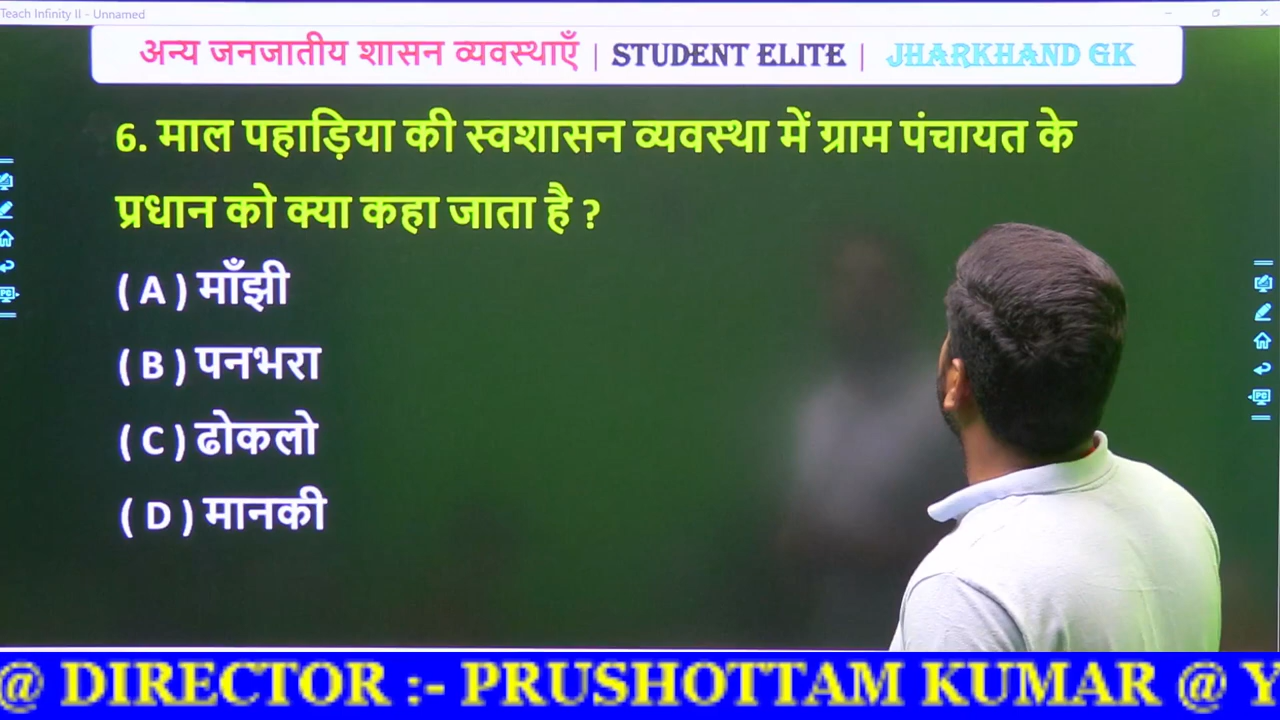 Teach Infinity II - Unnamed
अन्य जनजातीय शासन व्यवस्थाएँ | STUDENT ELITE | JHARKHAND GK
6. माल पहाड़िया की स्वशासन व्यवस्था में ग्राम पंचायत के
प्रधान को क्या कहा जाता है ?
( A ) माँझी
( B ) पनभरा
( C ) ढोकलो
( D ) मानकी
@ DIRECTOR :- PRUSHOTTAM KUMAR @ Y